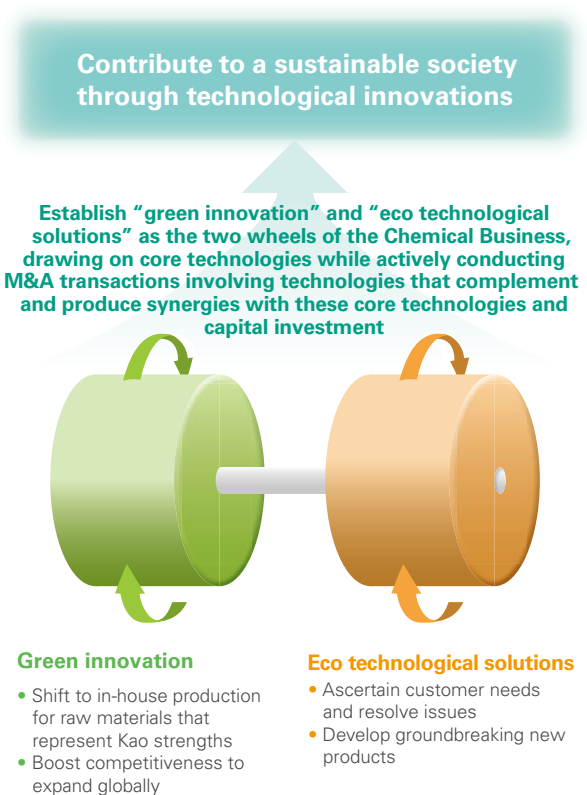 Contribute to a sustainable society
through technological innovations
Establish “green innovation” and “eco technological
solutions” as the two wheels of the Chemical Business,
drawing on core technologies while actively conducting
M&A transactions involving technologies that complement
and produce synergies with these core technologies and
capital investment
Green innovation
• Shift to in-house production
for raw materials that
represent Kao strengths
• Boost competitiveness to
expand globally
Eco technological solutions
• Ascertain customer needs
and resolve issues
• Develop groundbreaking new
products